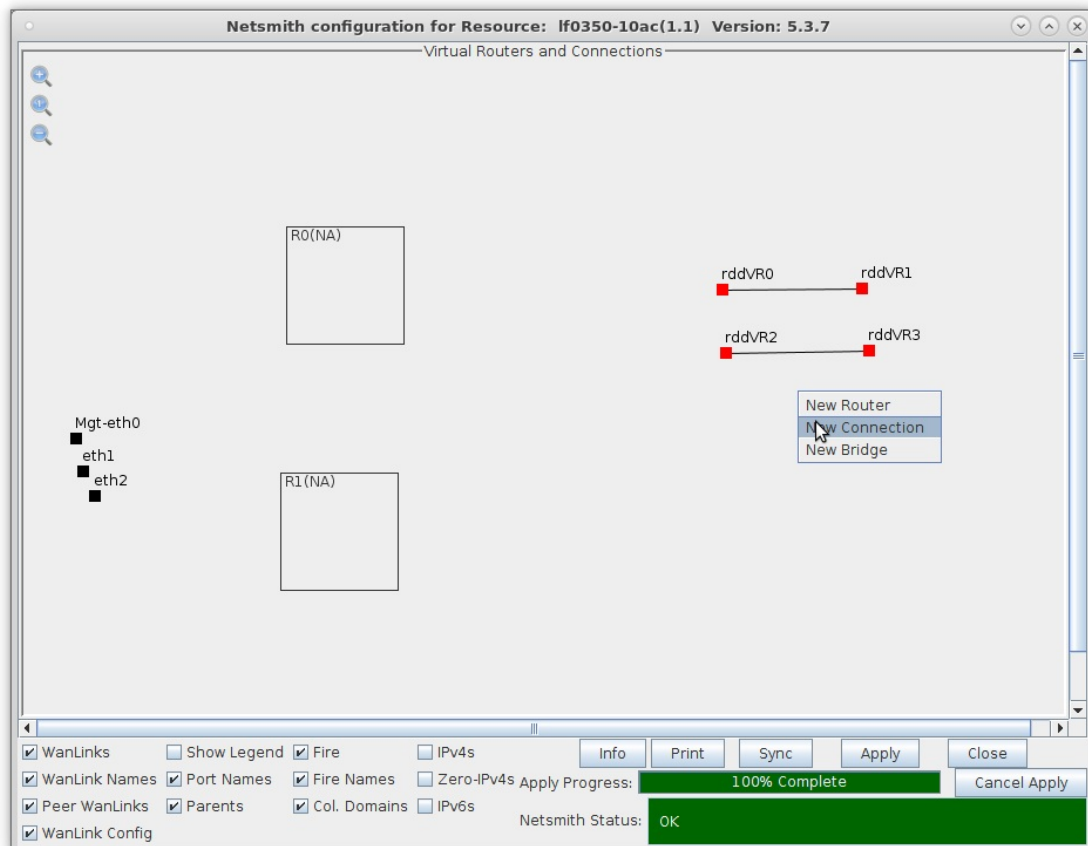 Netsmith configuration for Resource:  lf0350-10ac(1.1)  Version: 5.3.7
Virtual Routers and Connections
R0(NA)
rddVR0
rddVR1
rddVR2
rddVR3
New Router
New Connection
New Bridge
Mgt-eth0
eth1
eth2
R1(NA)
WanLinks
Show Legend
Fire
IPv4s
Info
Print
Sync
Apply
Close
WanLink Names
Port Names
Fire Names
Zero-IPv4s
Apply Progress:
100% Complete
Cancel Apply
Peer WanLinks
Parents
Col. Domains
IPv6s
Netsmith Status:
OK
WanLink Config